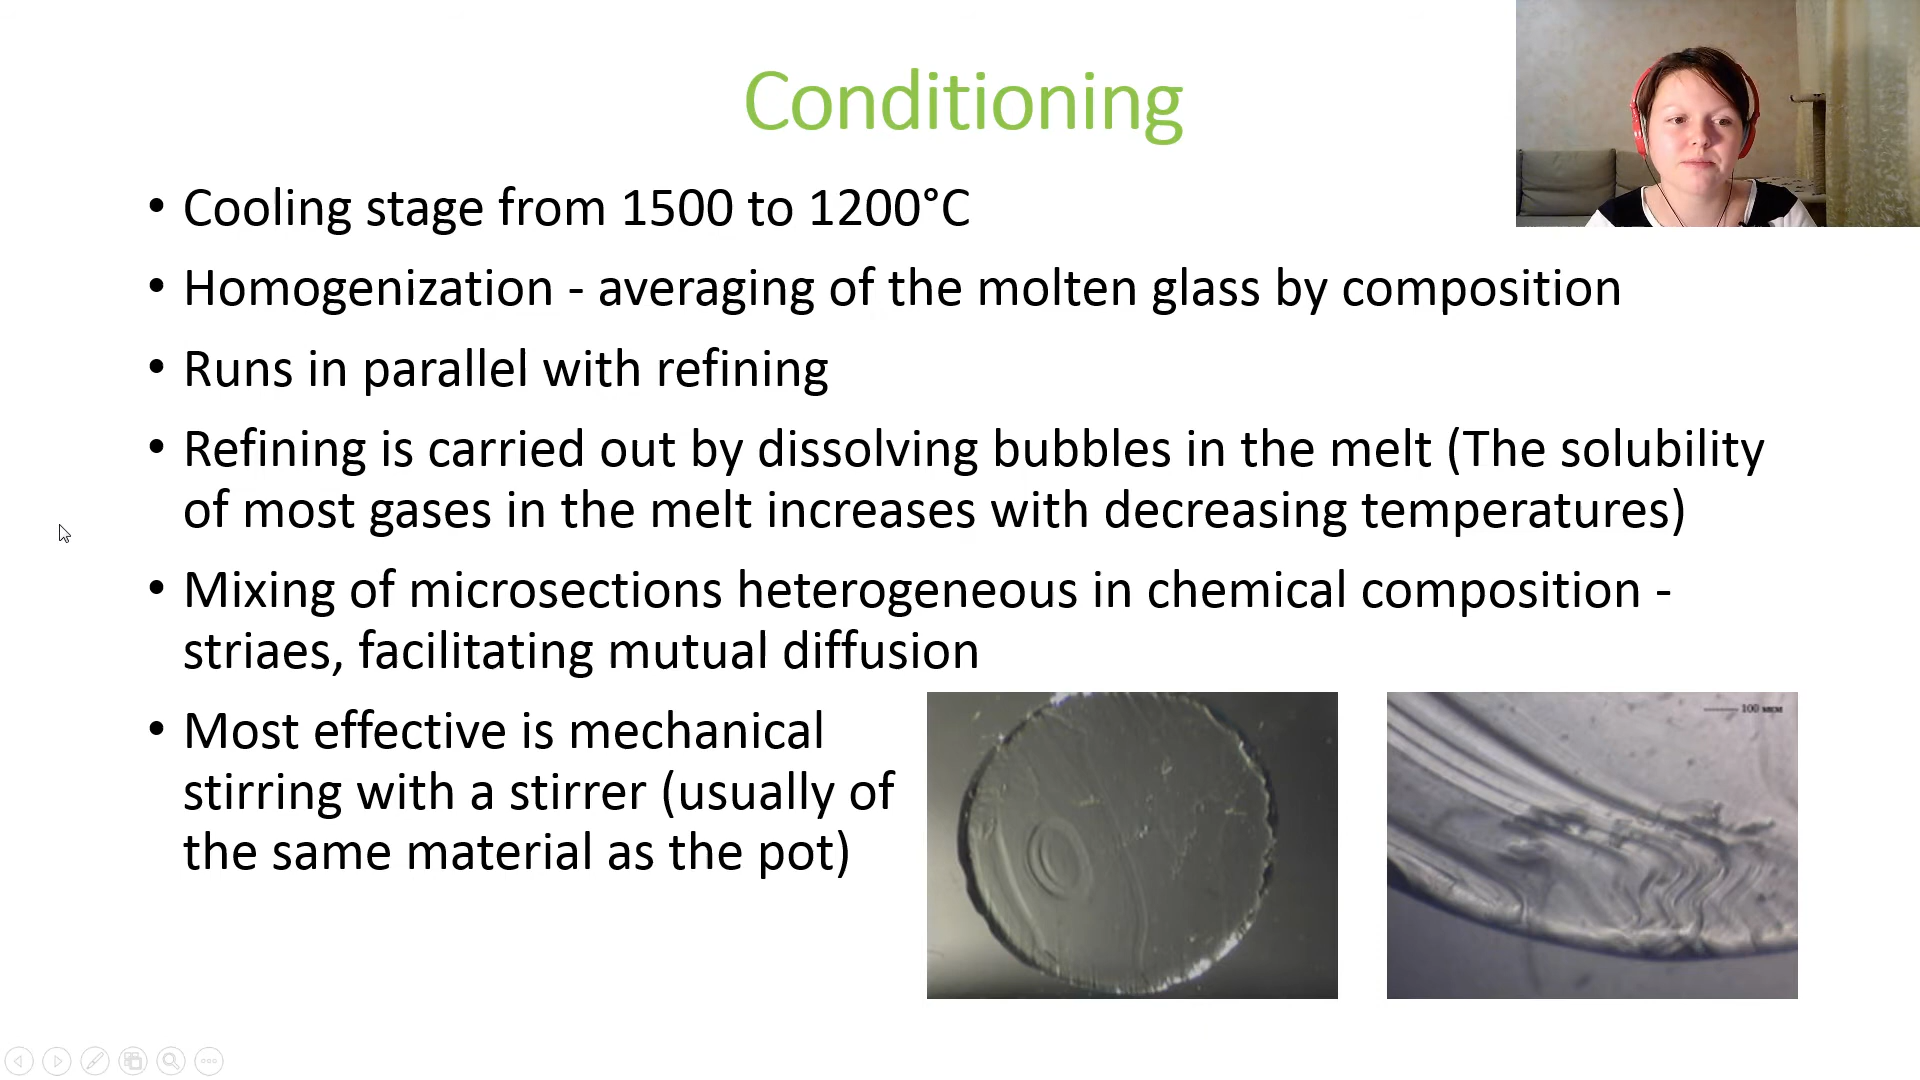 Conditioning
• Cooling stage from 1500 to 1200°C
• Homogenization - averaging of the molten glass by composition
• Runs in parallel with refining
• Refining is carried out by dissolving bubbles in the melt (The solubility
of most gases in the melt increases with decreasing temperatures)
• Mixing of microsections heterogeneous in chemical composition -
striaes, facilitating mutual diffusion
• Most effective is mechanical
stirring with a stirrer (usually of
the same material as the pot)
100 мкм